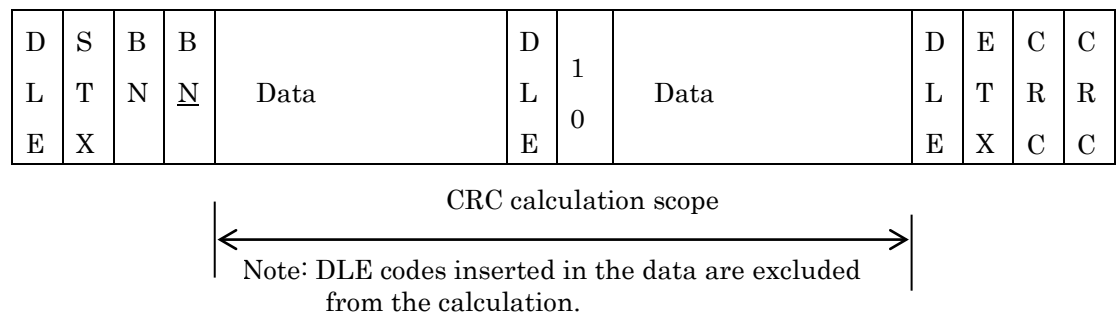 D S B B D D E C C
L T N N Data L 1 Data L T R R
E X E 0 E X C C
CRC calculation scope
Note: DLE codes inserted in the data are excluded
from the calculation.